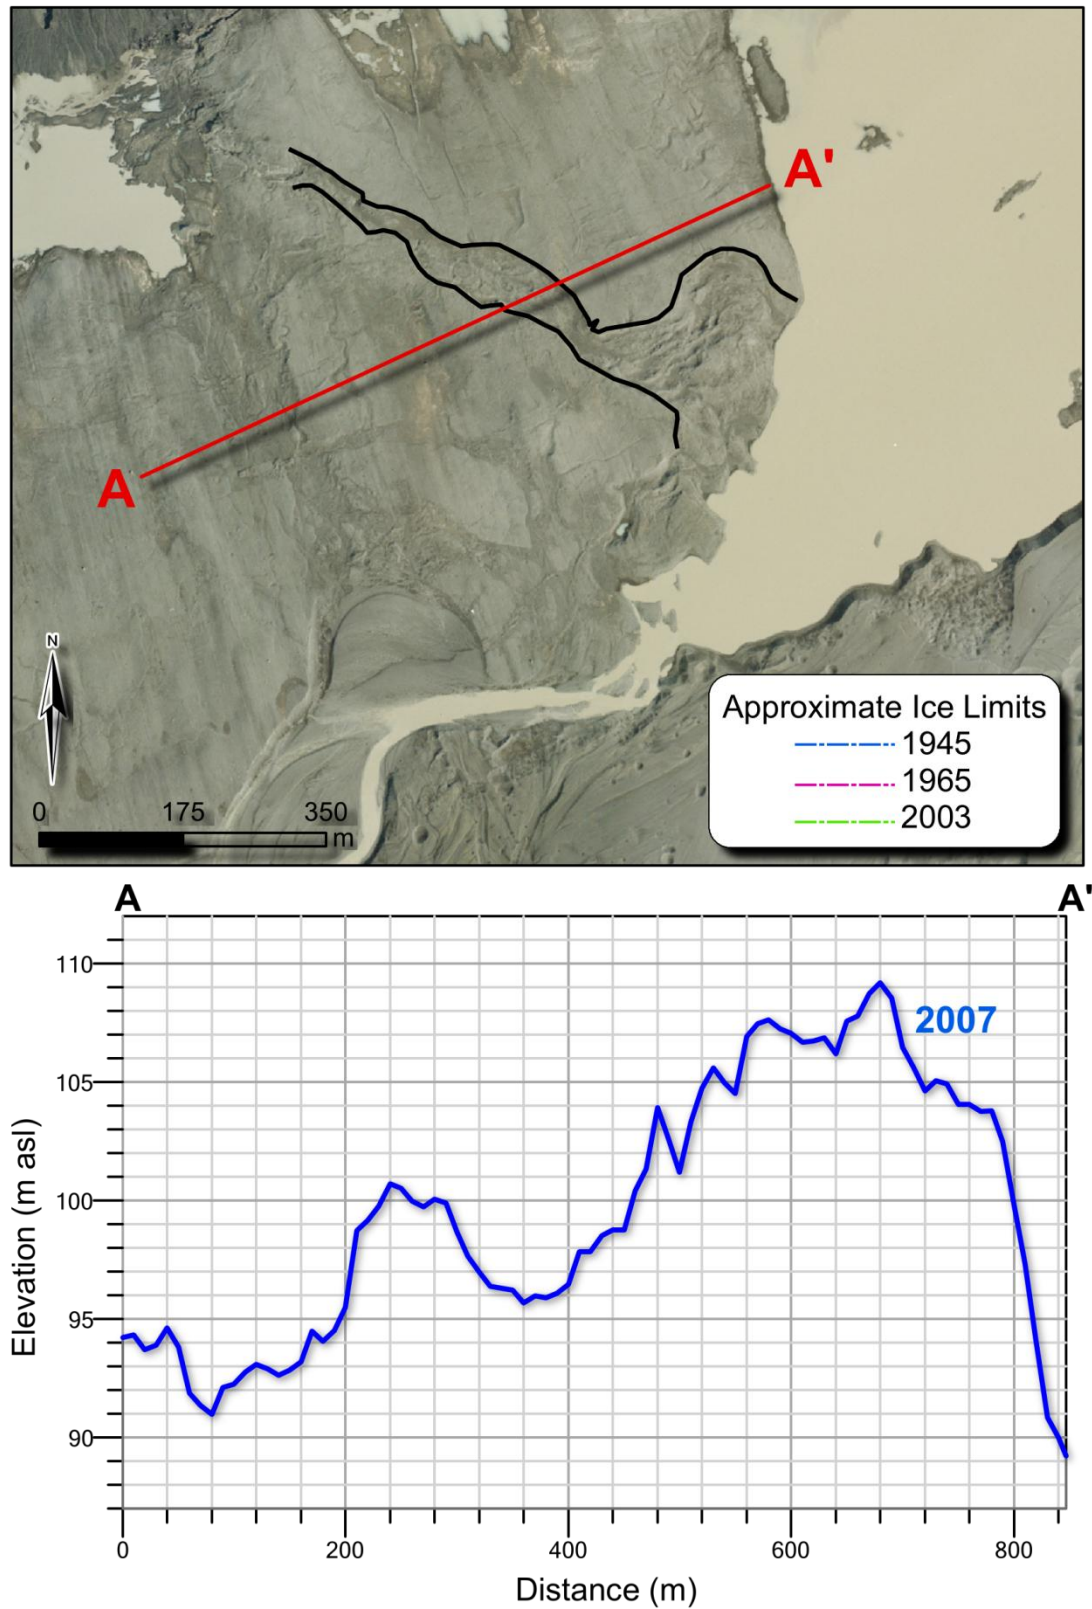 A'
A
N
0 175 350
m
Approximate Ice Limits
1945
1965
2003
A A'
110
105
100
95
90
Elevation (m asl)
2007
0 200 400 600 800
Distance (m)